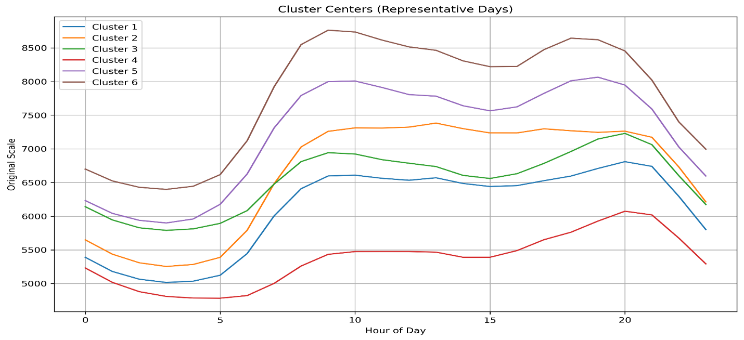 Cluster Centers (Representative Days)
Cluster 1
Cluster 2
Cluster 3
Cluster 4
Cluster 5
Cluster 6
Original Scale
8500
8000
7500
7000
6500
6000
5500
5000
0 5 10 15 20
Hour of Day